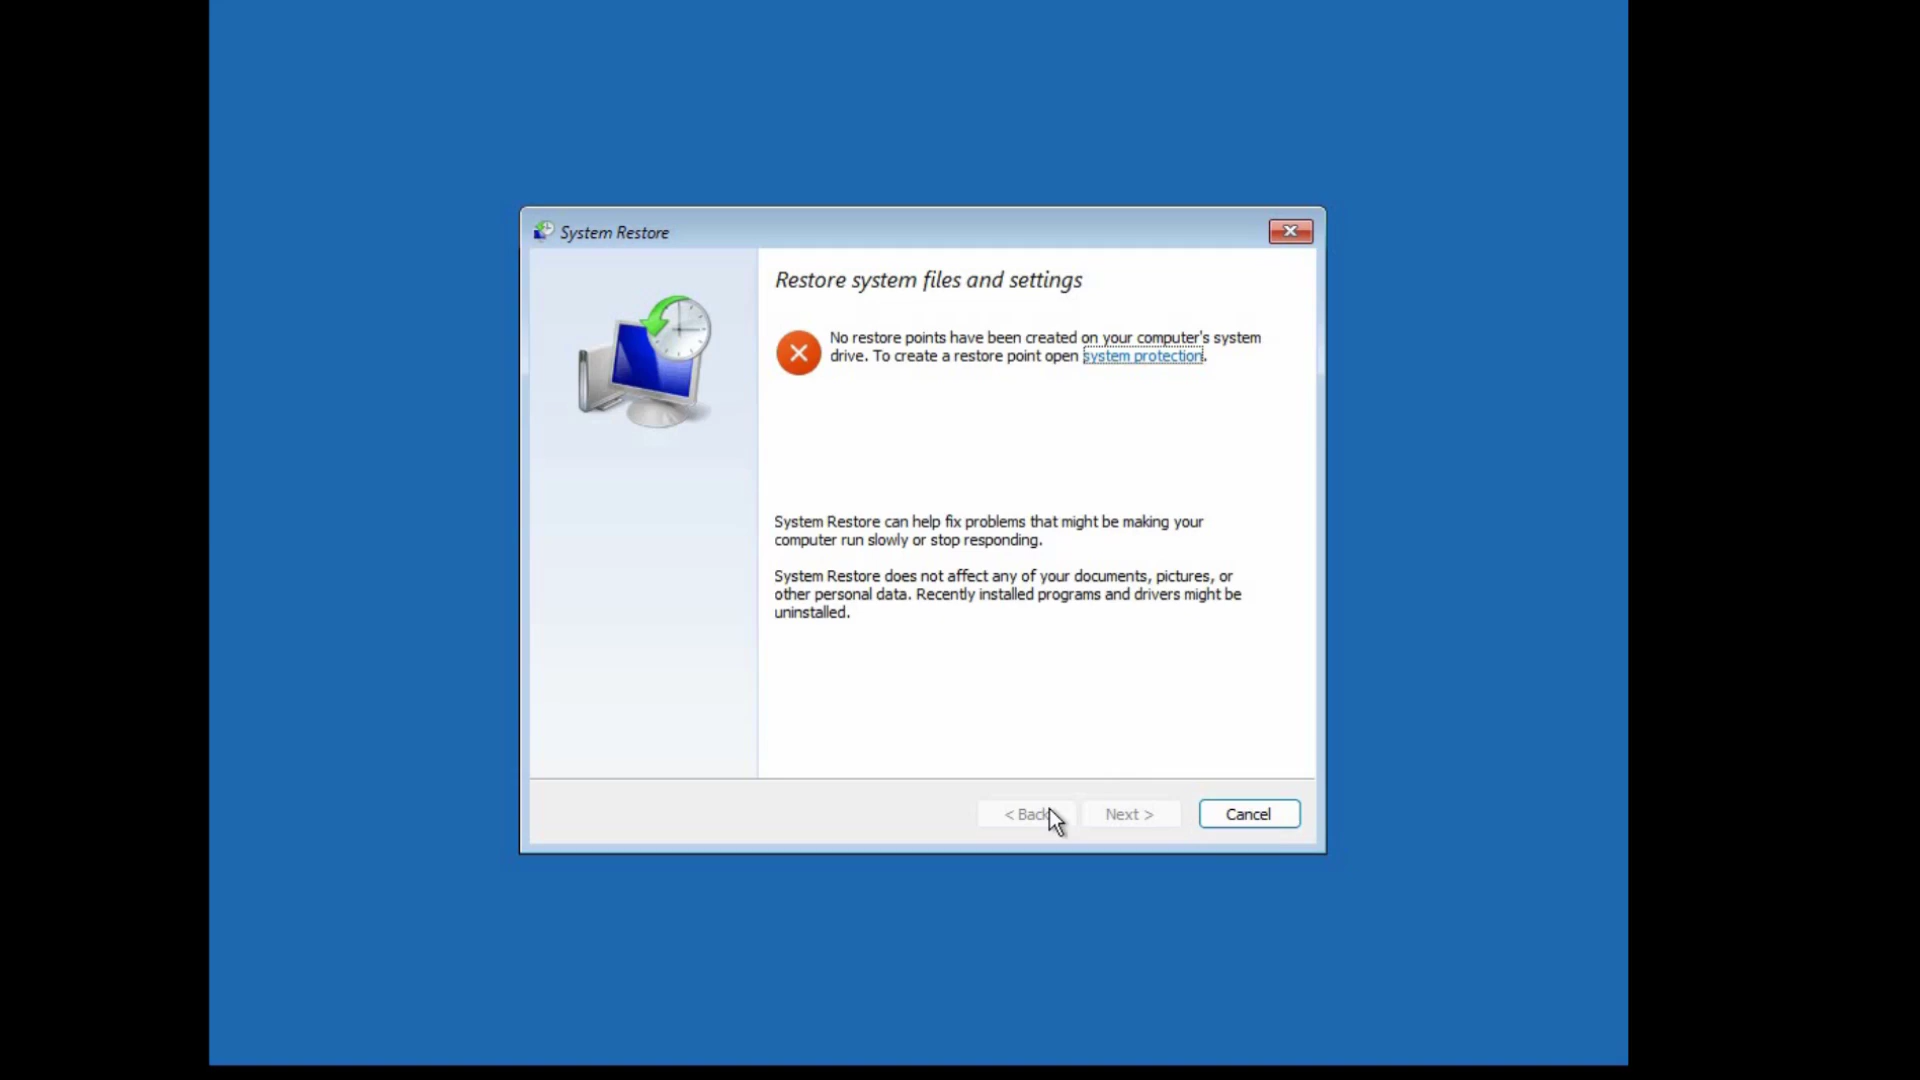 System Restore
Restore system files and settings
No restore points have been created on your computer's system
drive. To create a restore point open system protection.
System Restore can help fix problems that might be making your
computer run slowly or stop responding.
System Restore does not affect any of your documents, pictures, or
other personal data. Recently installed programs and drivers might be
uninstalled.
< Back Next > Cancel